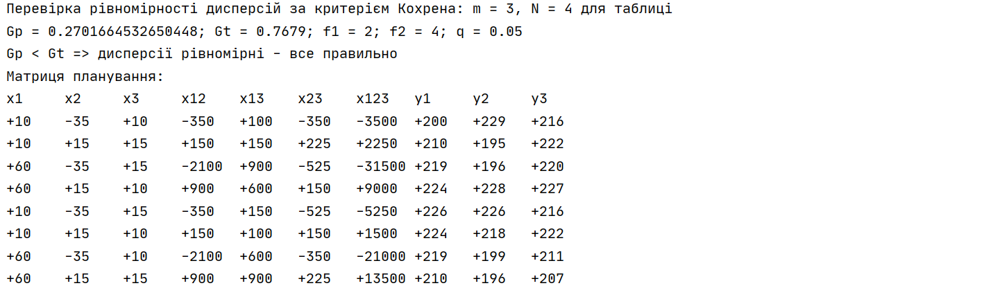 Перевірка рівномірності дисперсій за критерієм Кохрена: m = 3, N = 4 для таблиці
Gp = 0.2701664532650448; Gt = 0.7679; f1 = 2; f2 = 4; q = 0.05
Gp < Gt => дисперсії рівномірні - все правильно
Матриця планування:
x1 x2 x3 x12 x13 x23 x123 y1 y2 y3
+10 -35 +10 -350 +100 -350 -3500 +200 +229 +216
+10 +15 +15 +150 +150 +225 +2250 +210 +195 +222
+60 -35 +15 -2100 +900 -525 -31500 +219 +196 +220
+60 +15 +10 +900 +600 +150 +9000 +224 +228 +227
+10 -35 +15 -350 +150 -525 -5250 +226 +226 +216
+10 +15 +10 +150 +100 +150 +1500 +224 +218 +222
+60 -35 +10 -2100 +600 -350 -21000 +219 +199 +211
+60 +15 +15 +900 +900 +225 +13500 +210 +196 +207